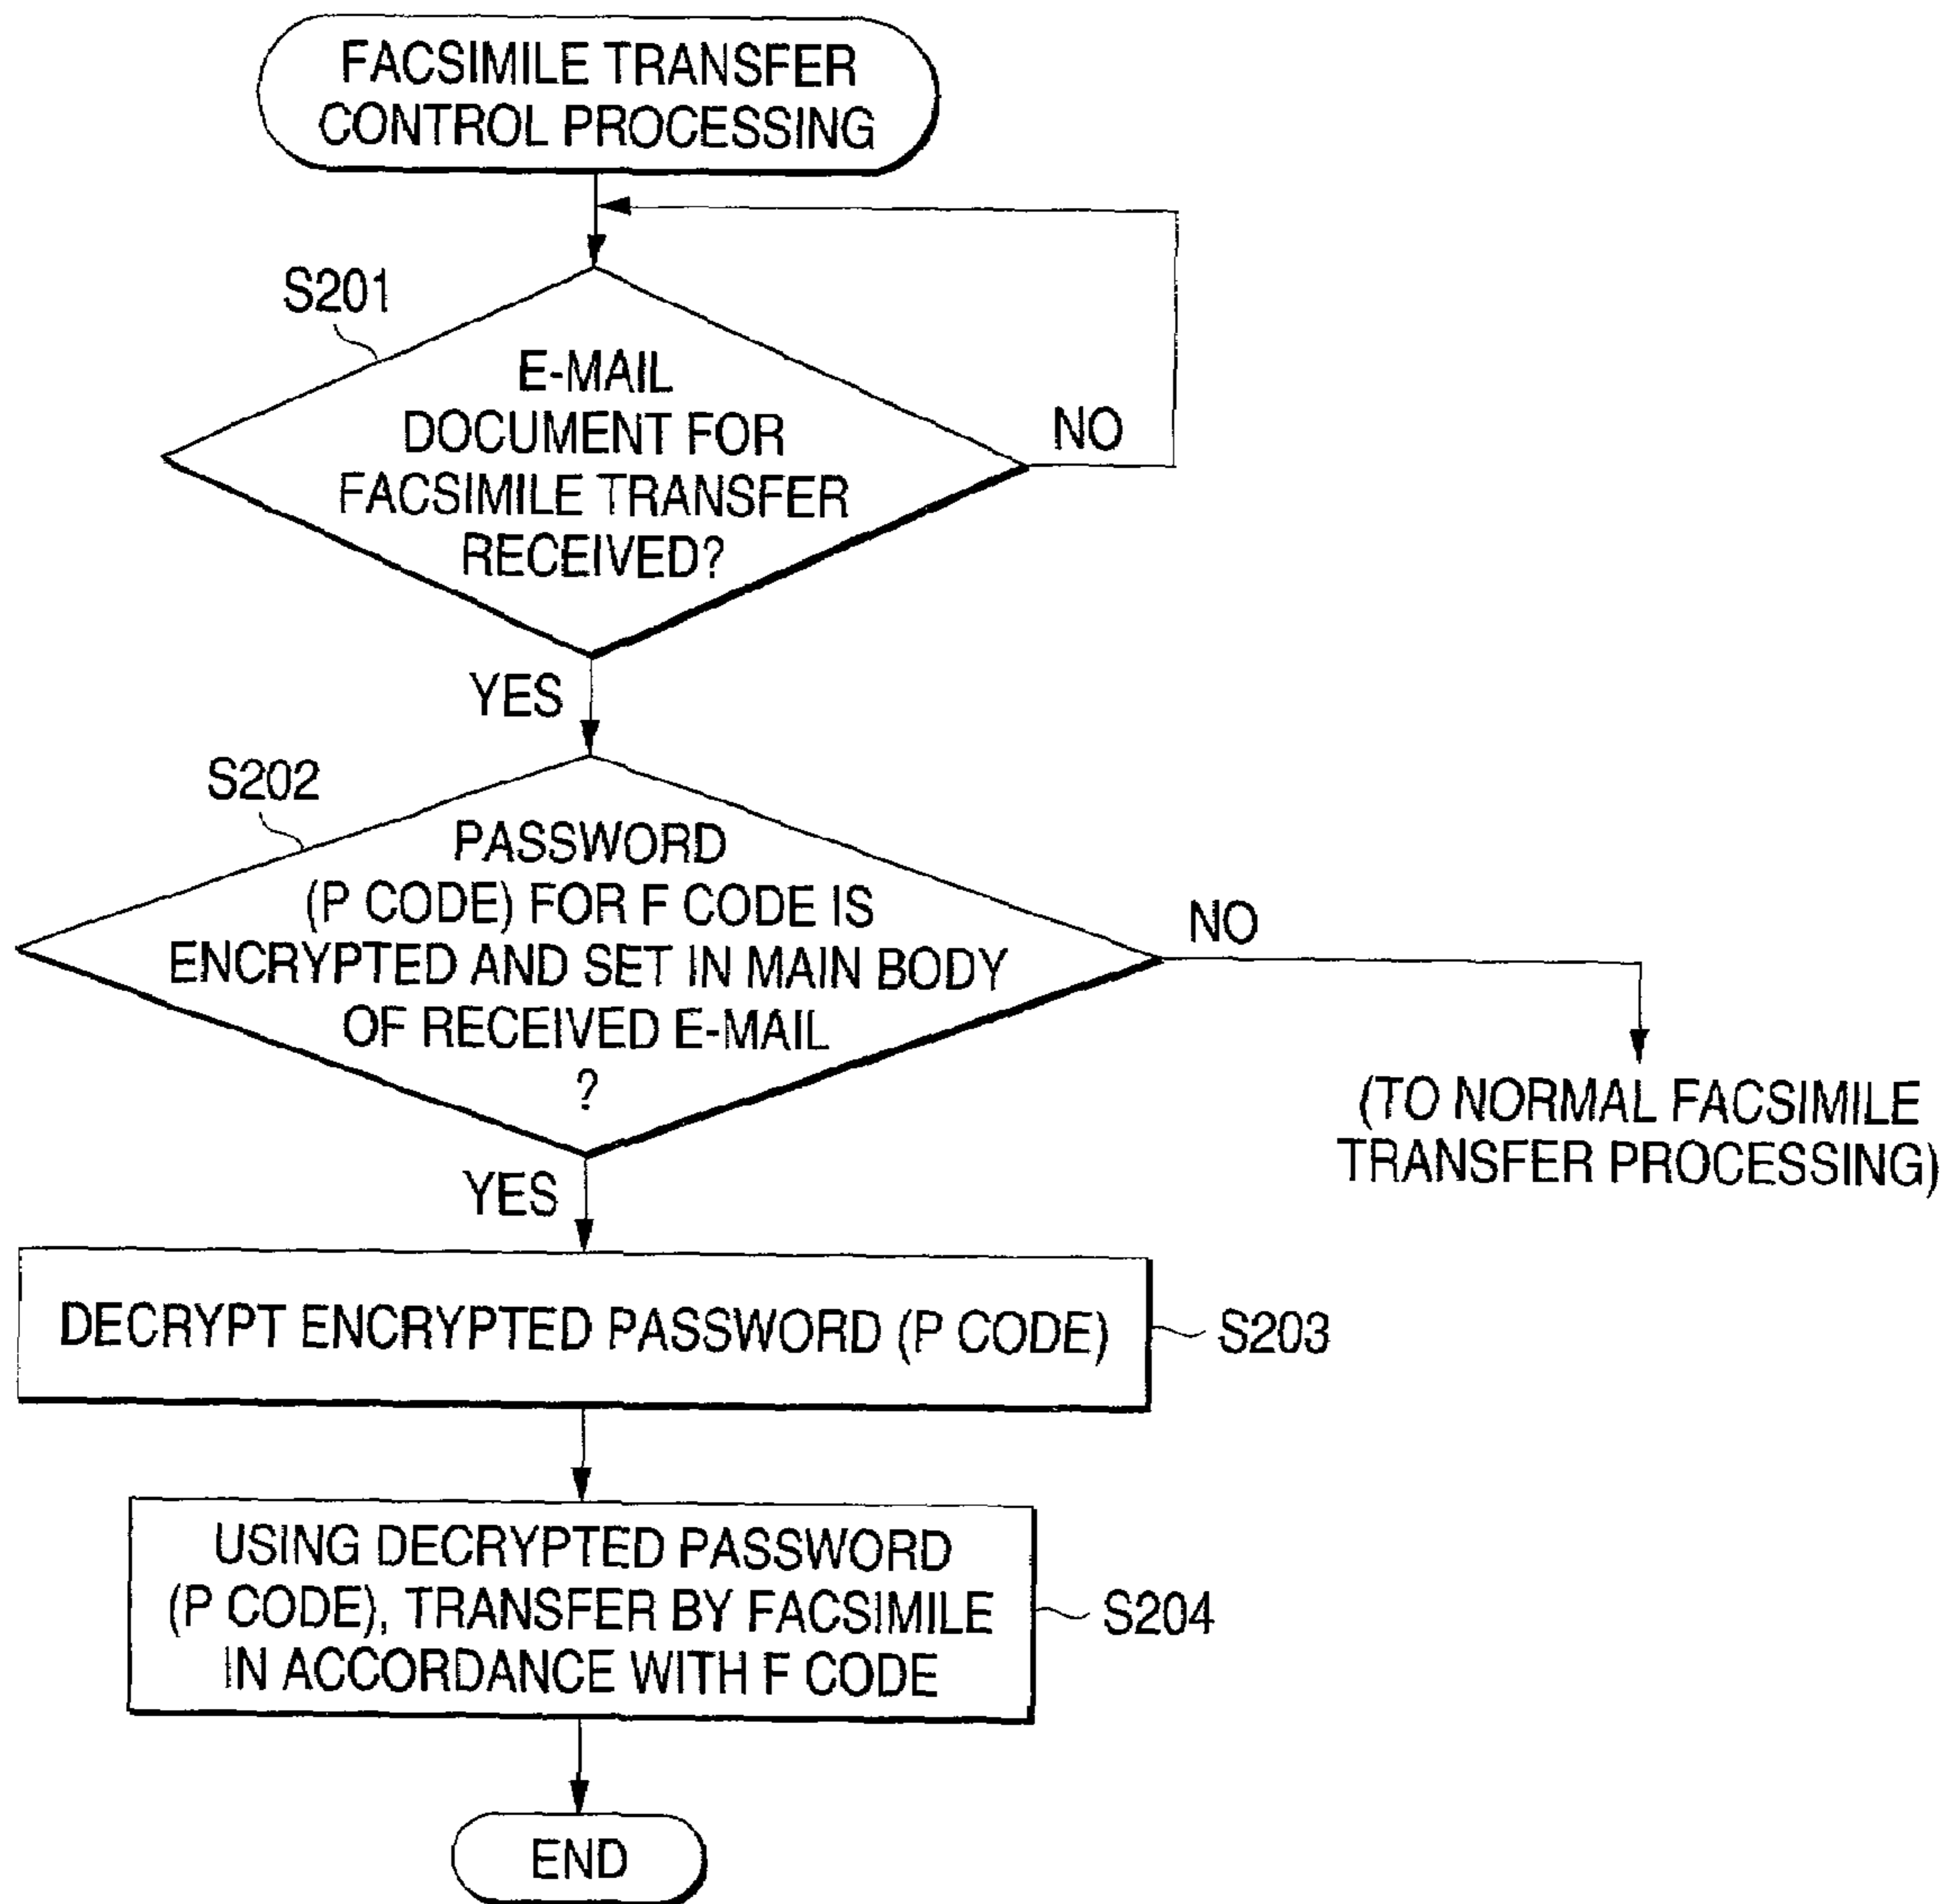 FACSIMILE TRANSFER
CONTROL PROCESSING
S201
E-MAIL
DOCUMENT FOR
FACSIMILE TRANSFER
RECEIVED?
NO
YES
S202
PASSWORD
(P CODE) FOR F CODE IS
ENCRYPTED AND SET IN MAIN BODY
OF RECEIVED E-MAIL
?
NO
(TO NORMAL FACSIMILE
TRANSFER PROCESSING)
YES
DECRYPT ENCRYPTED PASSWORD (P CODE)
S203
USING DECRYPTED PASSWORD
(P CODE), TRANSFER BY FACSIMILE
IN ACCORDANCE WITH F CODE
S204
END